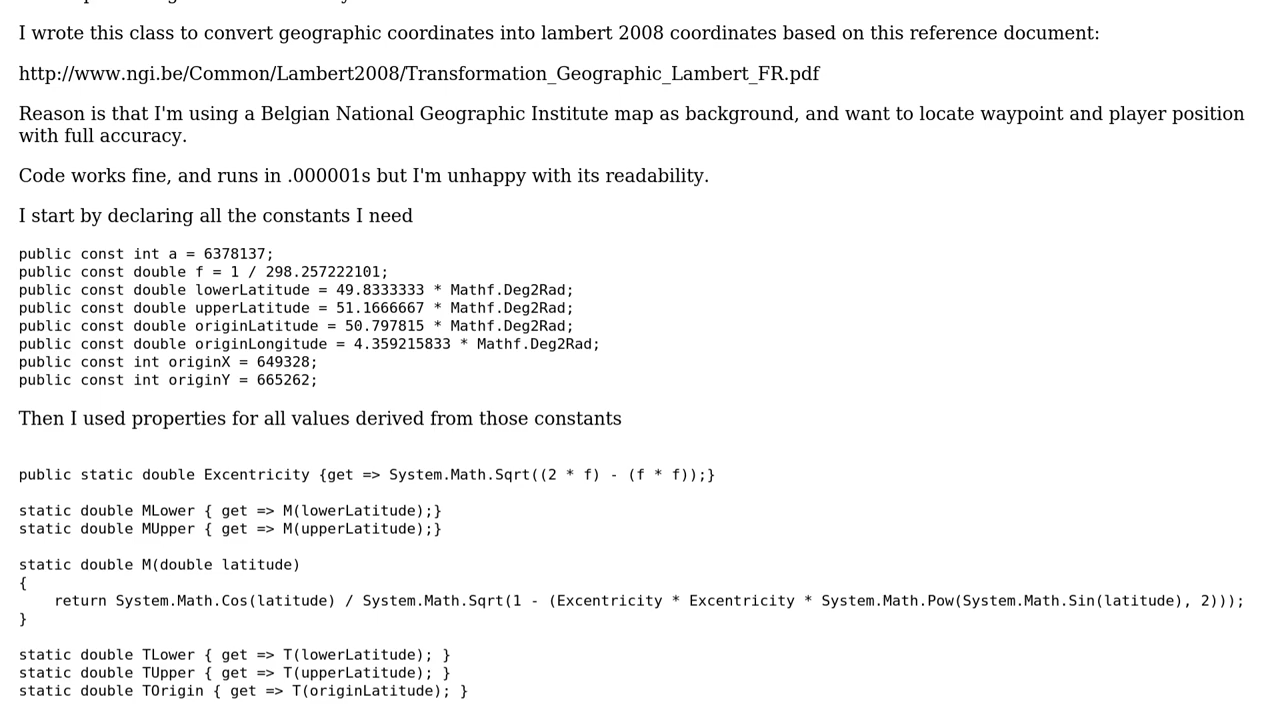 I wrote this class to convert geographic coordinates into lambert 2008 coordinates based on this reference document:
http://www.ngi.be/Common/Lambert2008/Transformation_Geographic_Lambert_FR.pdf
Reason is that I'm using a Belgian National Geographic Institute map as background, and want to locate waypoint and player position
with full accuracy.
Code works fine, and runs in .000001s but I'm unhappy with its readability.
I start by declaring all the constants I need
public const int a = 6378137;
public const double f = 1 / 298.257222101;
public const double lowerLatitude = 49.8333333 * Mathf.Deg2Rad;
public const double upperLatitude = 51.1666667 * Mathf.Deg2Rad;
public const double originLatitude = 50.797815 * Mathf.Deg2Rad;
public const double originLongitude = 4.359215833 * Mathf.Deg2Rad;
public const int originX = 649328;
public const int originY = 665262;
Then I used properties for all values derived from those constants
public static double Excentricity {get => System.Math.Sqrt((2 * f) - (f * f));}
static double MLower { get => M(lowerLatitude);}
static double MUpper { get => M(upperLatitude);}
static double M(double latitude)
{
    return System.Math.Cos(latitude) / System.Math.Sqrt(1 - (Excentricity * Excentricity * System.Math.Pow(System.Math.Sin(latitude), 2)));
}
static double TLower { get => T(lowerLatitude); }
static double TUpper { get => T(upperLatitude); }
static double TOrigin { get => T(originLatitude); }